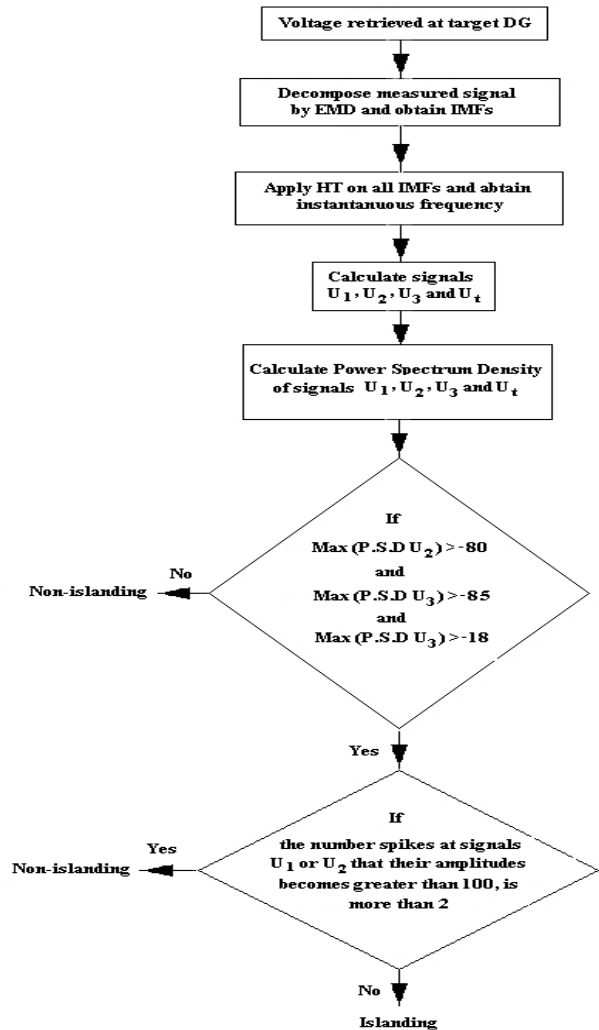 Voltage retrieved at target DG
Decompose measured signal
by EMD and obtain IMFs
Apply HT on all IMFs and abtain
instantanuous frequency
Calculate signals
U1, U2, U3 and Ut
Calculate Power Spectrum Density
of signals U1, U2, U3 and Ut
If
Max (P.S.D U2) >-80
and
Max (P.S.D U3) >-85
and
Max (P.S.D U3) >-18
No
Non-islanding
Yes
If
the number spikes at signals
U1 or U2 that their amplitudes
becomes greater than 100, is
more than 2
Yes
Non-islanding
No
Islanding